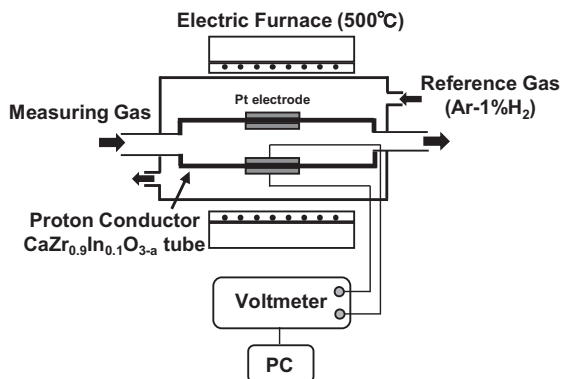 Electric Furnace (500℃)
Measuring Gas
Pt electrode
Reference Gas
(Ar-1%H₂)
Proton Conductor
CaZr₀.₉In₀.₁O₃₋ₐ tube
Voltmeter
PC